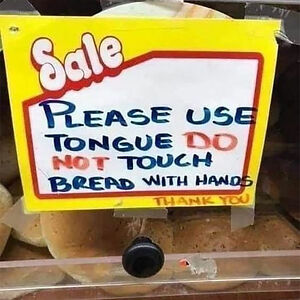 Sale
PLEASE USE
TONGUE DO
NOT TOUCH
BREAD WITH HANDS
THANK YOU